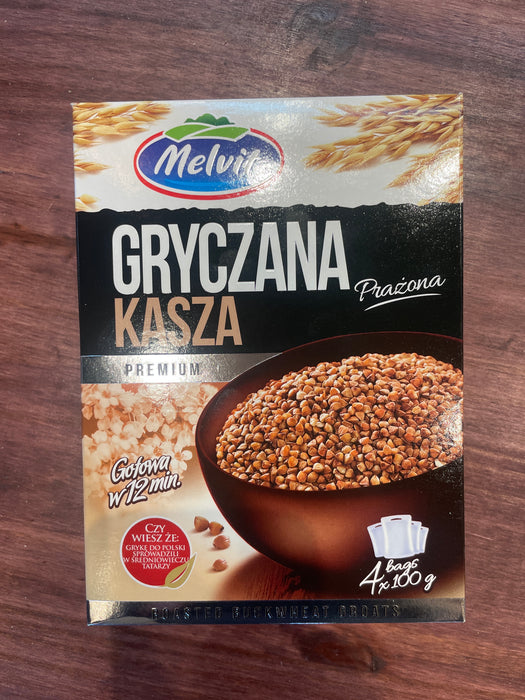 Melvit
GRYCZANA
KASZA
Prażona
PREMIUM
Gotowa
w 12 min.
CZY
WIESZ ŻE:
GRYKĘ DO POLSKI
SPROWADZILI
W ŚREDNIOWIECZU
TATARZY
4 bags
x 100 g
ROASTED BUCKWHEAT GROATS